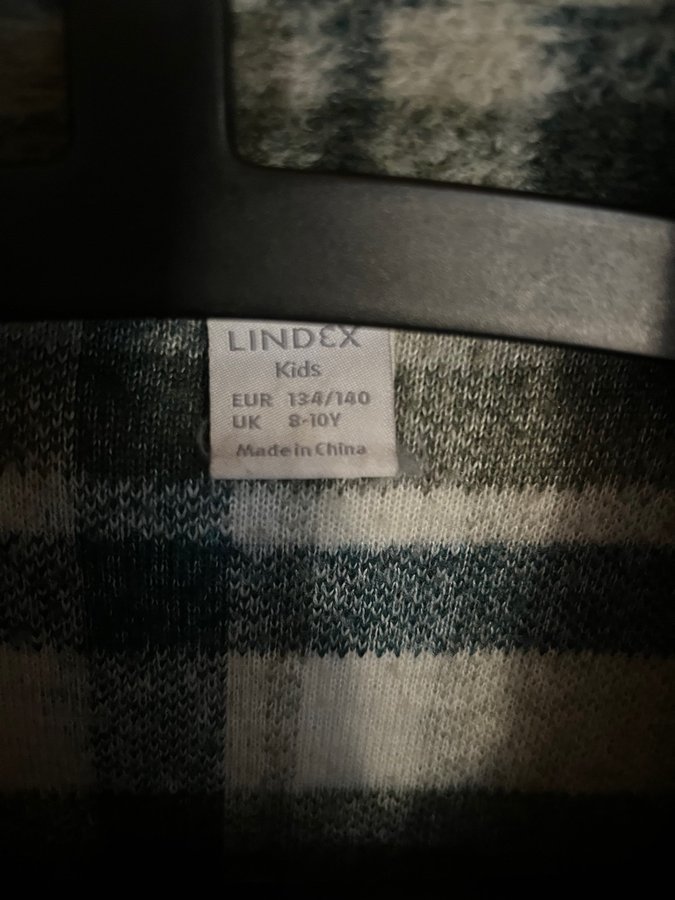 LINDEX
Kids
EUR 134/140
UK 8-10Y
Made in China